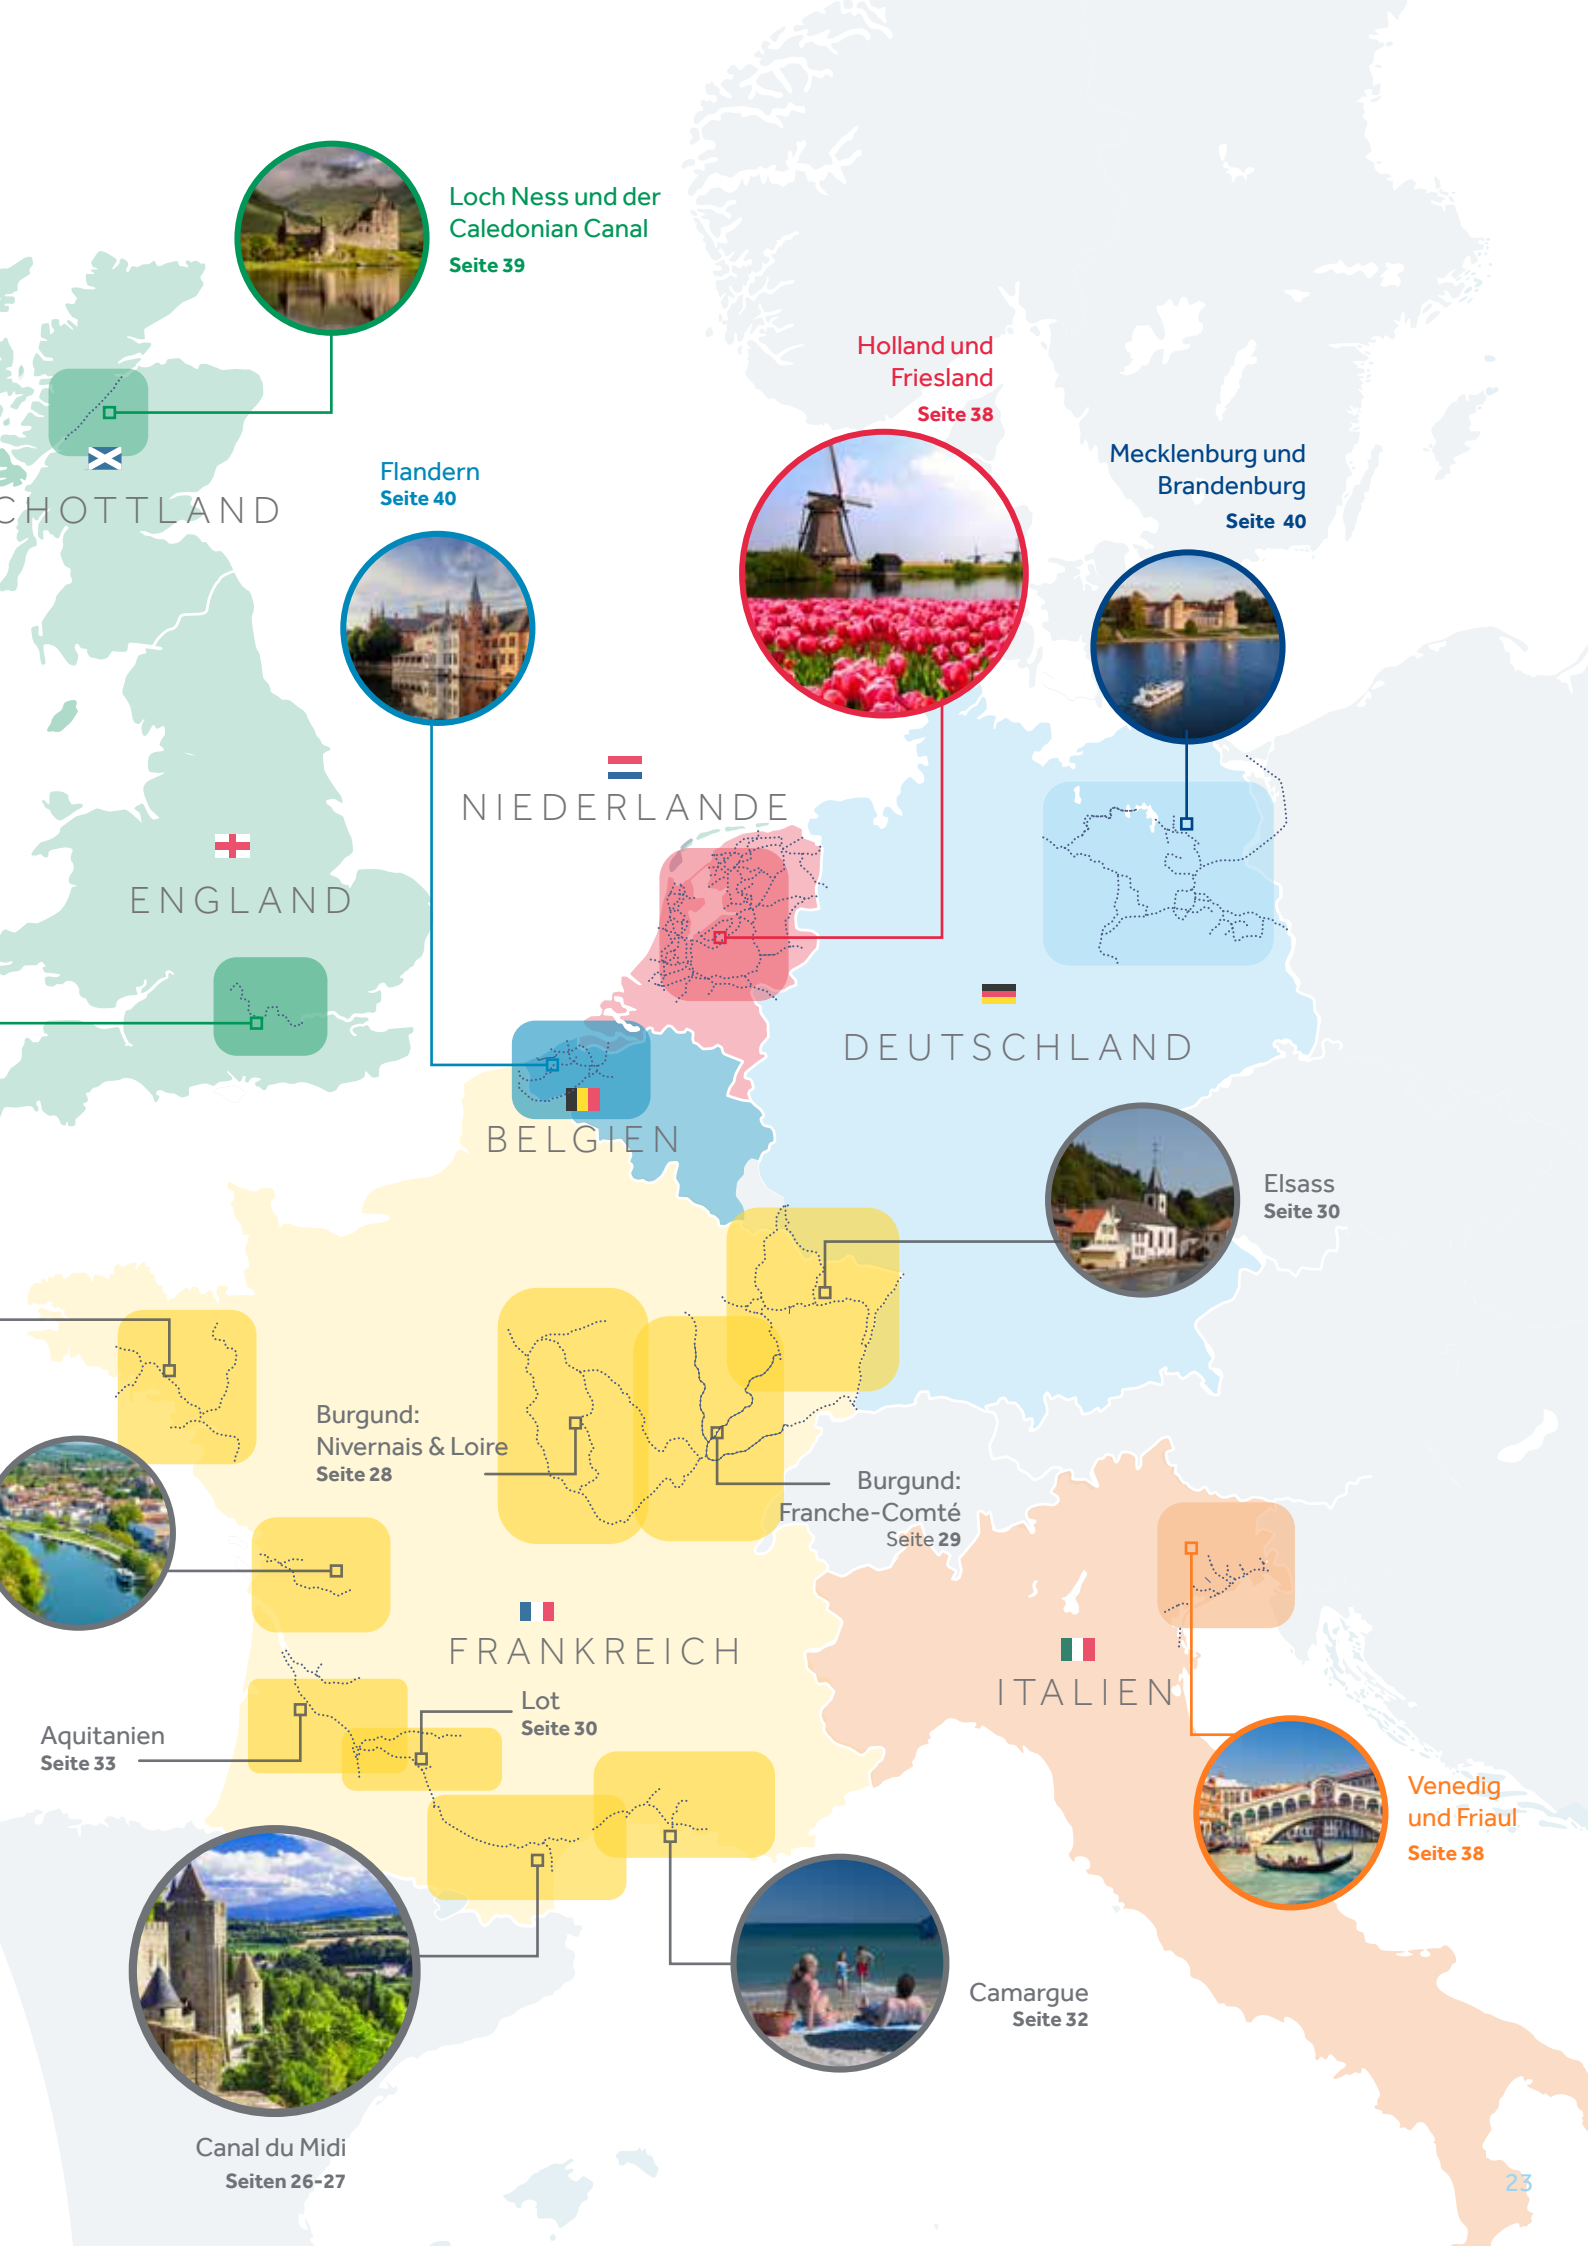 Loch Ness und der
Caledonian Canal
Seite 39
Holland und
Friesland
Seite 38
Mecklenburg und
Brandenburg
Seite 40
Flandern
Seite 40
CHOTTLAND
NIEDERLANDE
ENGLAND
DEUTSCHLAND
BELGIEN
Elsass
Seite 30
Burgund:
Nivernais & Loire
Seite 28
Burgund:
Franche-Comté
Seite 29
FRANKREICH
ITALIEN
Lot
Seite 30
Aquitanien
Seite 33
Venedig
und Friaul
Seite 38
Camargue
Seite 32
Canal du Midi
Seiten 26-27
23